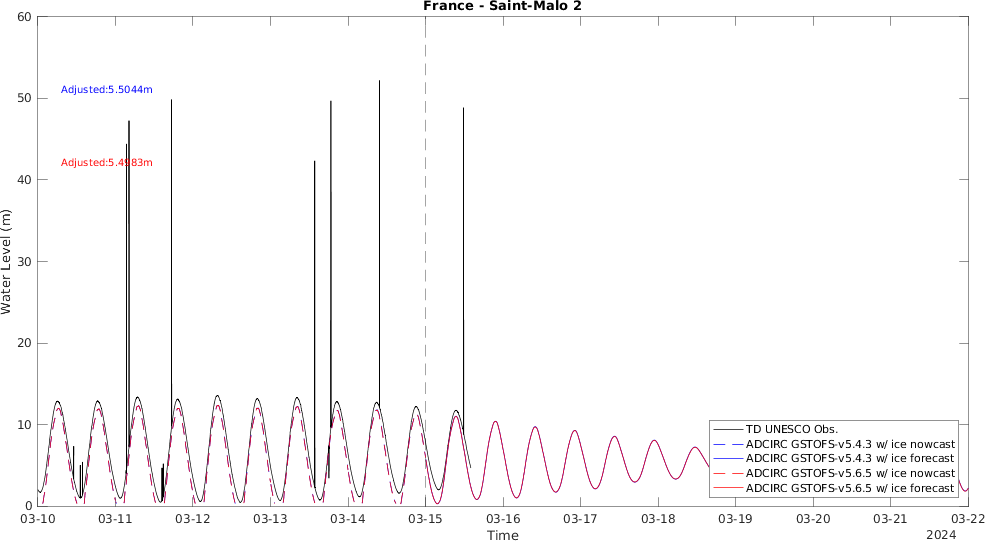 France - Saint-Malo 2
60
50
40
30
20
10
0
Water Level (m)
Adjusted:5.5044m
Adjusted:5.4983m
TD UNESCO Obs.
ADCIRC GSTOFS-v5.4.3 w/ ice nowcast
ADCIRC GSTOFS-v5.4.3 w/ ice forecast
ADCIRC GSTOFS-v5.6.5 w/ ice nowcast
ADCIRC GSTOFS-v5.6.5 w/ ice forecast
03-10 03-11 03-12 03-13 03-14 03-15 03-16 03-17 03-18 03-19 03-20 03-21 03-22
Time
2024